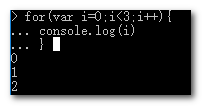 > for(var i=0;i<3;i++){
... console.log(i)
... }
0
1
2